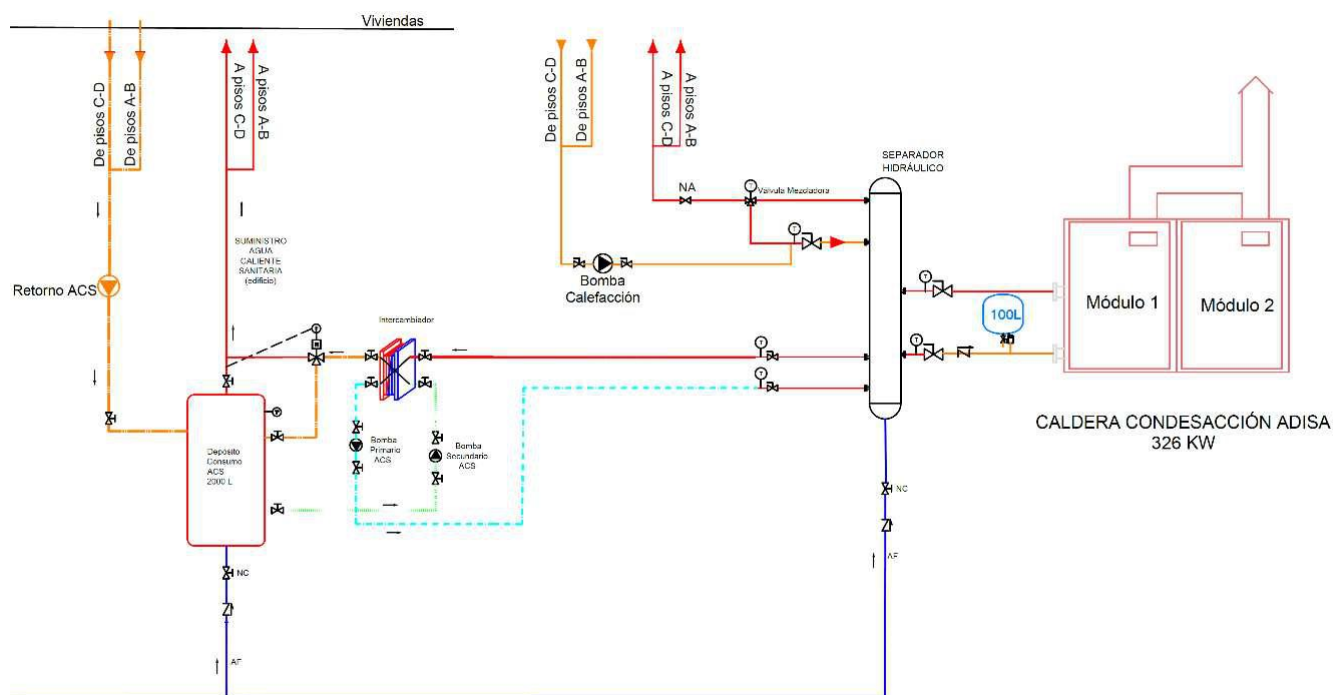 Viviendas
De pisos C-D
De pisos A-B
A pisos C-D
A pisos A-B
De pisos C-D
De pisos A-B
A pisos C-D
A pisos A-B
SEPARADOR
HIDRÁULICO
NA
T
Valvula Mezcladora
T
SUMINISTRO
AGUA
CALIENTE
SANITARIA
(edificio)
Retorno ACS
Bomba
Calefacción
T
100L
Módulo 1
Módulo 2
Intercambiador
T
T
T
CALDERA CONDESACCIÓN ADISA
326 KW
Depósito
Consumo
ACS
2000 L
Bomba
Primario
ACS
Bomba
Secundario
ACS
NC
NC
AF
AF